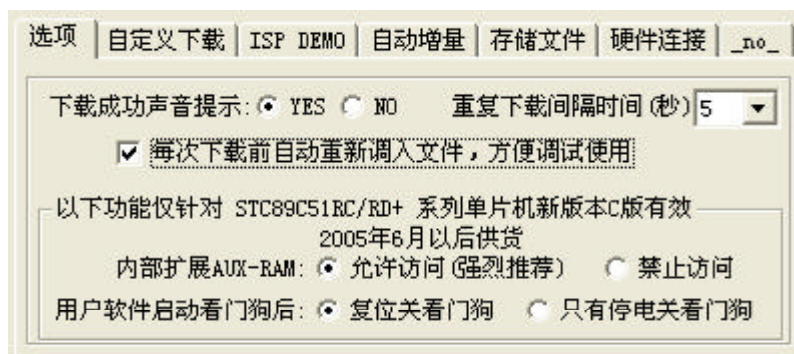 选项 自定义下载 ISP DEMO 自动增量 存储文件 硬件连接 _no_
下载成功声音提示: YES NO 重复下载间隔时间(秒) 5
每次下载前自动重新调入文件，方便调试使用
以下功能仅针对 STC89C51RC/RD+ 系列单片机新版本C版有效
2005年6月以后供货
内部扩展AUX-RAM: 允许访问(强烈推荐) 禁止访问
用户软件启动看门狗后: 复位关看门狗 只有停电关看门狗